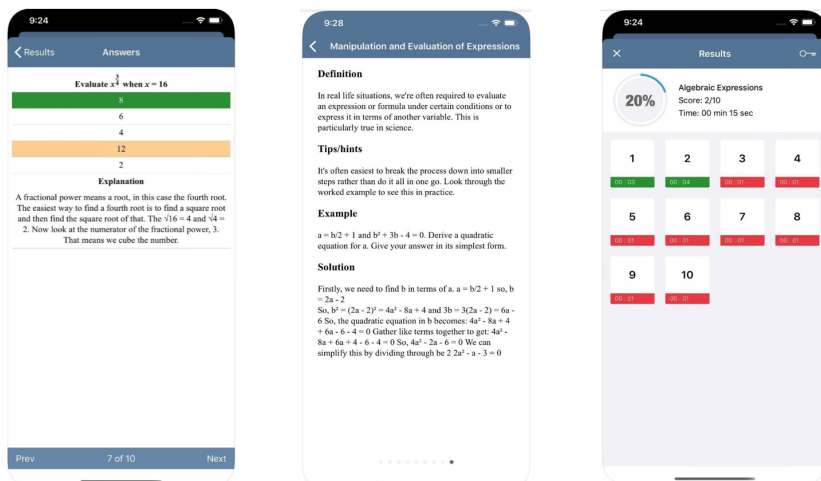 9:24
Results
Answers
Evaluate x^(3/4) when x = 16
8
6
4
12
2
Explanation
A fractional power means a root, in this case the fourth root.
The easiest way to find a fourth root is to find a square root
and then find the square root of that. The √16 = 4 and √4 =
2. Now look at the numerator of the fractional power, 3.
That means we cube the number.
Prev
7 of 10
Next
9:28
Manipulation and Evaluation of Expressions
Definition
In real life situations, we're often required to evaluate
an expression or formula under certain conditions or to
express it in terms of another variable. This is
particularly true in science.
Tips/hints
It's often easiest to break the process down into smaller
steps rather than do it all in one go. Look through the
worked example to see this in practice.
Example
a = b/2 + 1 and b² + 3b - 4 = 0. Derive a quadratic
equation for a. Give your answer in its simplest form.
Solution
Firstly, we need to find b in terms of a. a = b/2 + 1 so, b
= 2a - 2
So, b² = (2a - 2)² = 4a² - 8a + 4 and 3b = 3(2a - 2) = 6a -
6 So, the quadratic equation in b becomes: 4a² - 8a + 4
+ 6a - 6 - 4 = 0 Gather like terms together to get: 4a² -
8a + 6a + 4 - 6 - 4 = 0 So, 4a² - 2a - 6 = 0 We can
simplify this by dividing through be 2 2a² - a - 3 = 0
9:24
Results
20%
Algebraic Expressions
Score: 2/10
Time: 00 min 15 sec
1 2 3 4
00 : 03 00 : 04 00 : 01 00 : 01
5 6 7 8
00 : 01 00 : 01 00 : 01 00 : 01
9 10
00 : 01 00 : 01